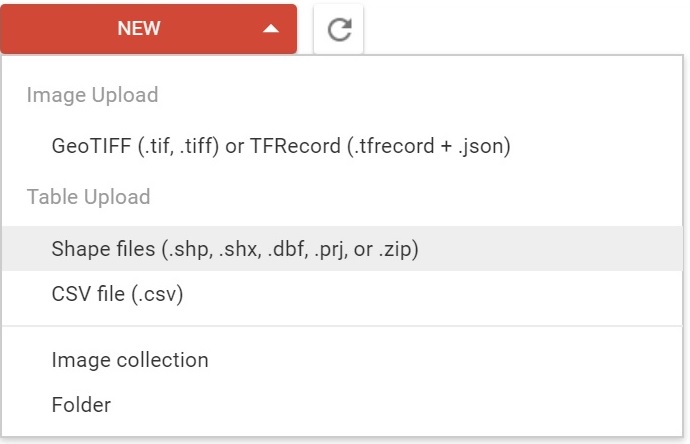 NEW
Image Upload
GeoTIFF (.tif, .tiff) or TFRecord (.tfrecord + .json)
Table Upload
Shape files (.shp, .shx, .dbf, .prj, or .zip)
CSV file (.csv)
Image collection
Folder